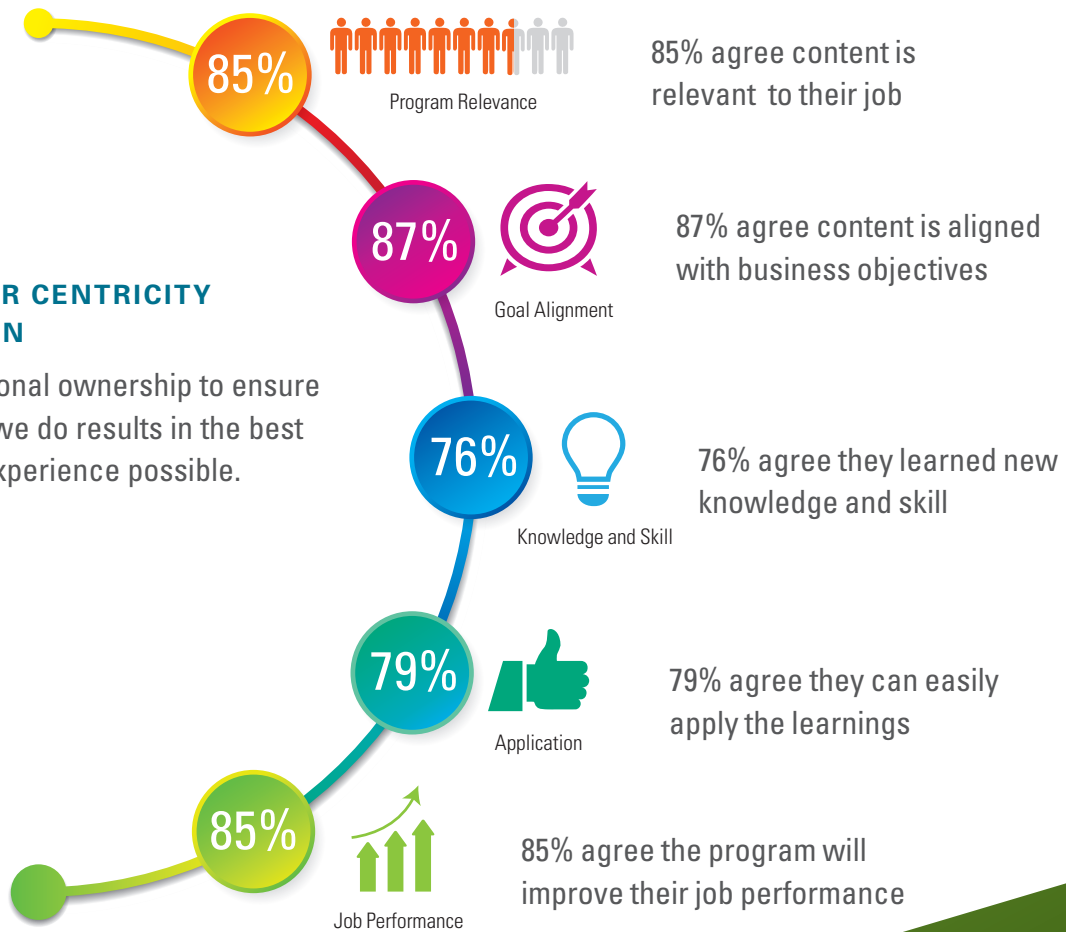 85%
Program Relevance
85% agree content is
relevant to their job
87%
Goal Alignment
87% agree content is aligned
with business objectives
R CENTRICITY
N
onal ownership to ensure
we do results in the best
xperience possible.
76%
Knowledge and Skill
76% agree they learned new
knowledge and skill
79%
Application
79% agree they can easily
apply the learnings
85%
Job Performance
85% agree the program will
improve their job performance